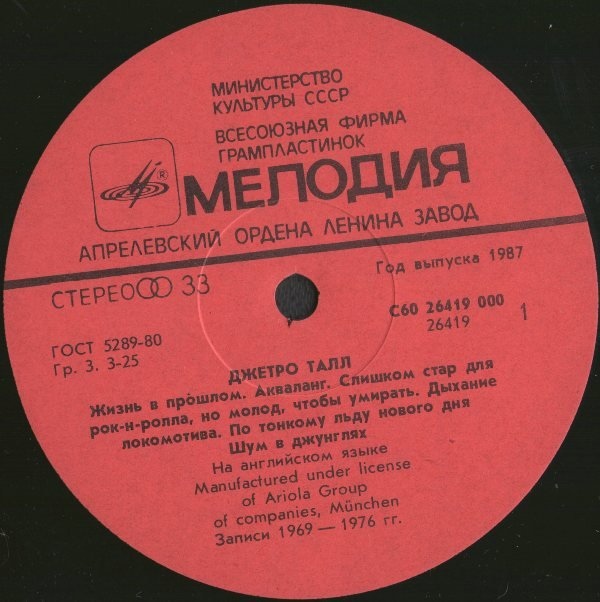 МИНИСТЕРСТВО
КУЛЬТУРЫ СССР
ВСЕСОЮЗНАЯ ФИРМА
ГРАМПЛАСТИНОК
®
МЕЛОДИЯ
АПРЕЛЕВСКИЙ ОРДЕНА ЛЕНИНА ЗАВОД
Год выпуска 1987
СТЕРЕО 33
С60 26419 000
26419
1
ГОСТ 5289-80
Гр. 3. 3-25
ДЖЕТРО ТАЛЛ
Жизнь в прошлом. Акваланг. Слишком стар для
рок-н-ролла, но молод, чтобы умирать. Дыхание
локомотива. По тонкому льду нового дня
Шум в джунглях
На английском языке
Manufactured under license
of Ariola Group
of companies, München
Записи 1969 — 1976 гг.